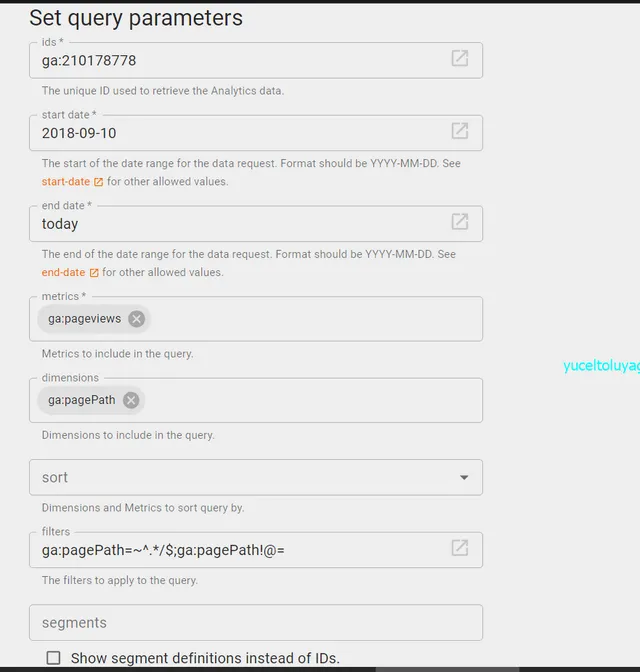 Set query parameters
ids *
ga:210178778
The unique ID used to retrieve the Analytics data.
start date *
2018-09-10
The start of the date range for the data request. Format should be YYYY-MM-DD. See
start-date for other allowed values.
end date *
today
The end of the date range for the data request. Format should be YYYY-MM-DD. See
end-date for other allowed values.
metrics *
ga:pageviews
Metrics to include in the query.
yuceltoluyag
dimensions
ga:pagePath
Dimensions to include in the query.
sort
Dimensions and Metrics to sort query by.
filters
ga:pagePath=~^.*/$;ga:pagePath!@=
The filters to apply to the query.
segments
Show segment definitions instead of IDs.